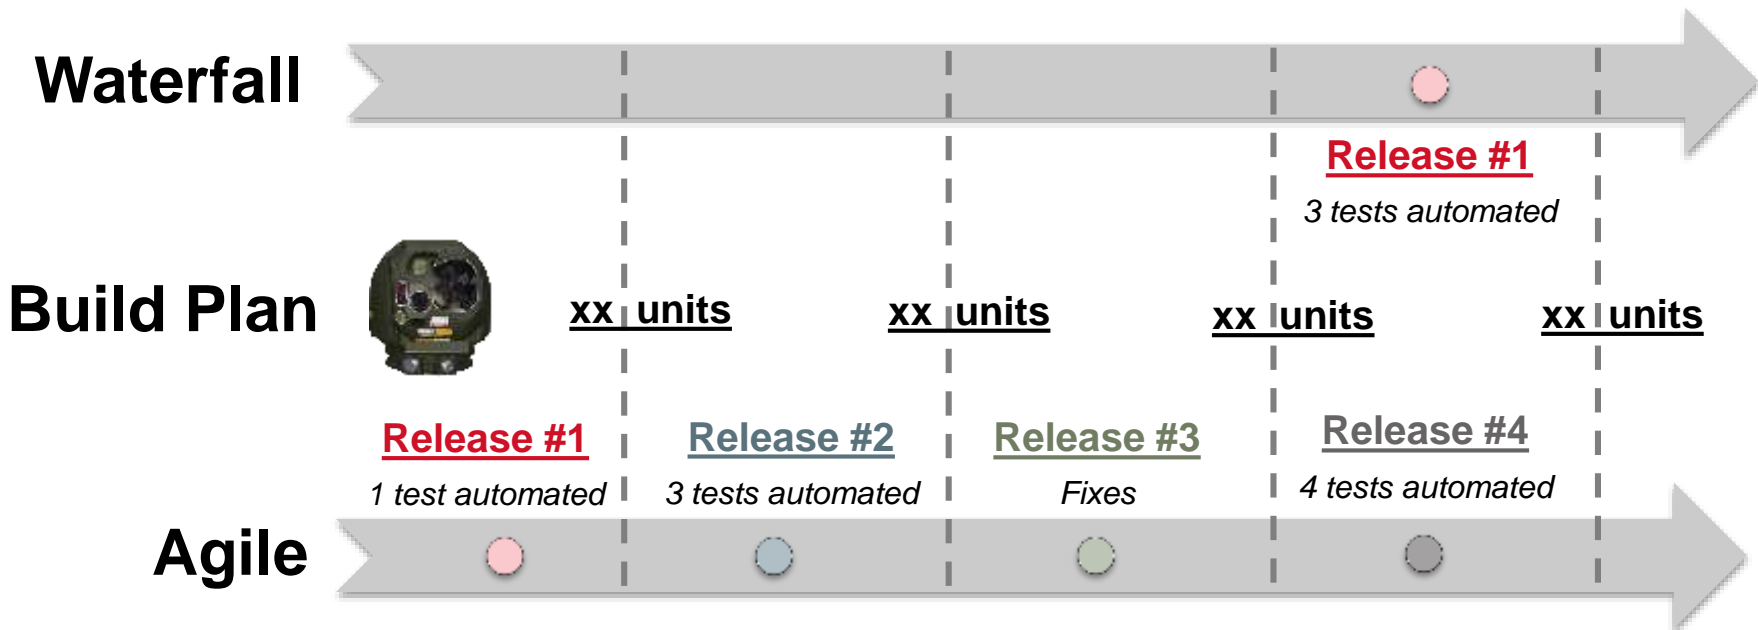 Waterfall
Release #1
3 tests automated
Build Plan
xx units
xx units
xx units
xx units
Release #1
Release #2
Release #3
Release #4
1 test automated
3 tests automated
Fixes
4 tests automated
Agile